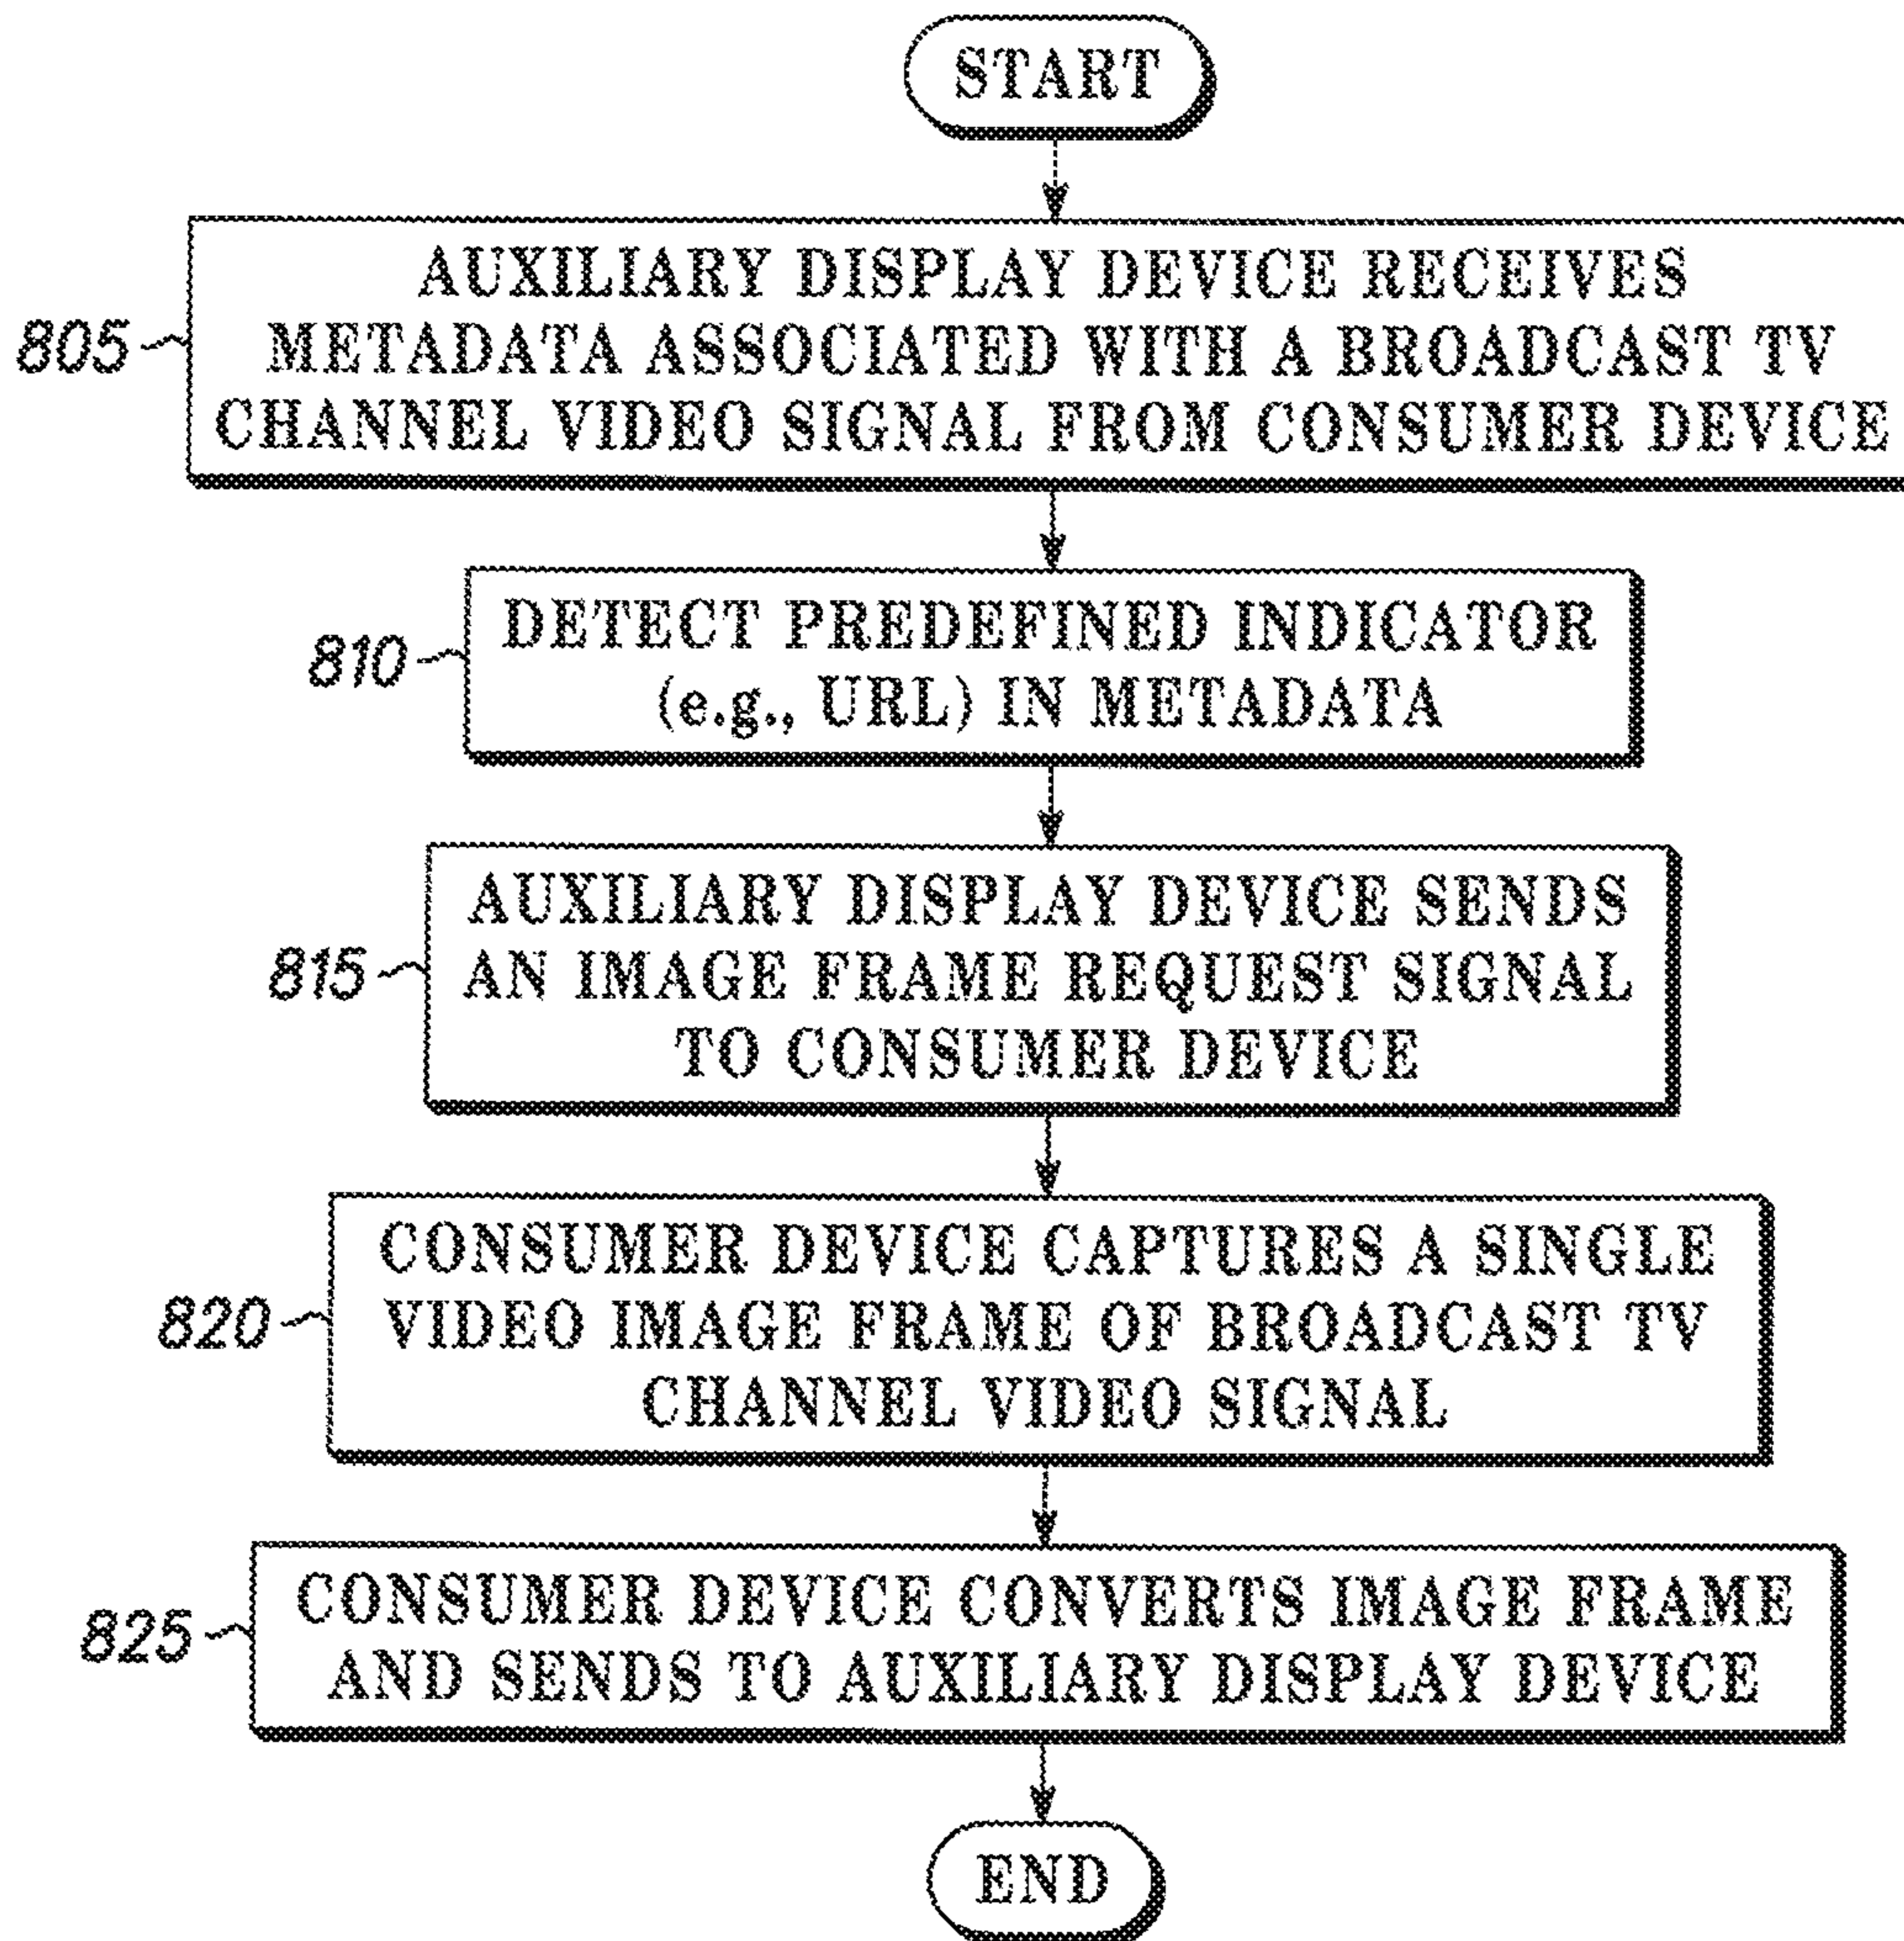 START
805
AUXILIARY DISPLAY DEVICE RECEIVES
METADATA ASSOCIATED WITH A BROADCAST TV
CHANNEL VIDEO SIGNAL FROM CONSUMER DEVICE
810
DETECT PREDEFINED INDICATOR
(e.g., URL) IN METADATA
815
AUXILIARY DISPLAY DEVICE SENDS
AN IMAGE FRAME REQUEST SIGNAL
TO CONSUMER DEVICE
820
CONSUMER DEVICE CAPTURES A SINGLE
VIDEO IMAGE FRAME OF BROADCAST TV
CHANNEL VIDEO SIGNAL
825
CONSUMER DEVICE CONVERTS IMAGE FRAME
AND SENDS TO AUXILIARY DISPLAY DEVICE
END